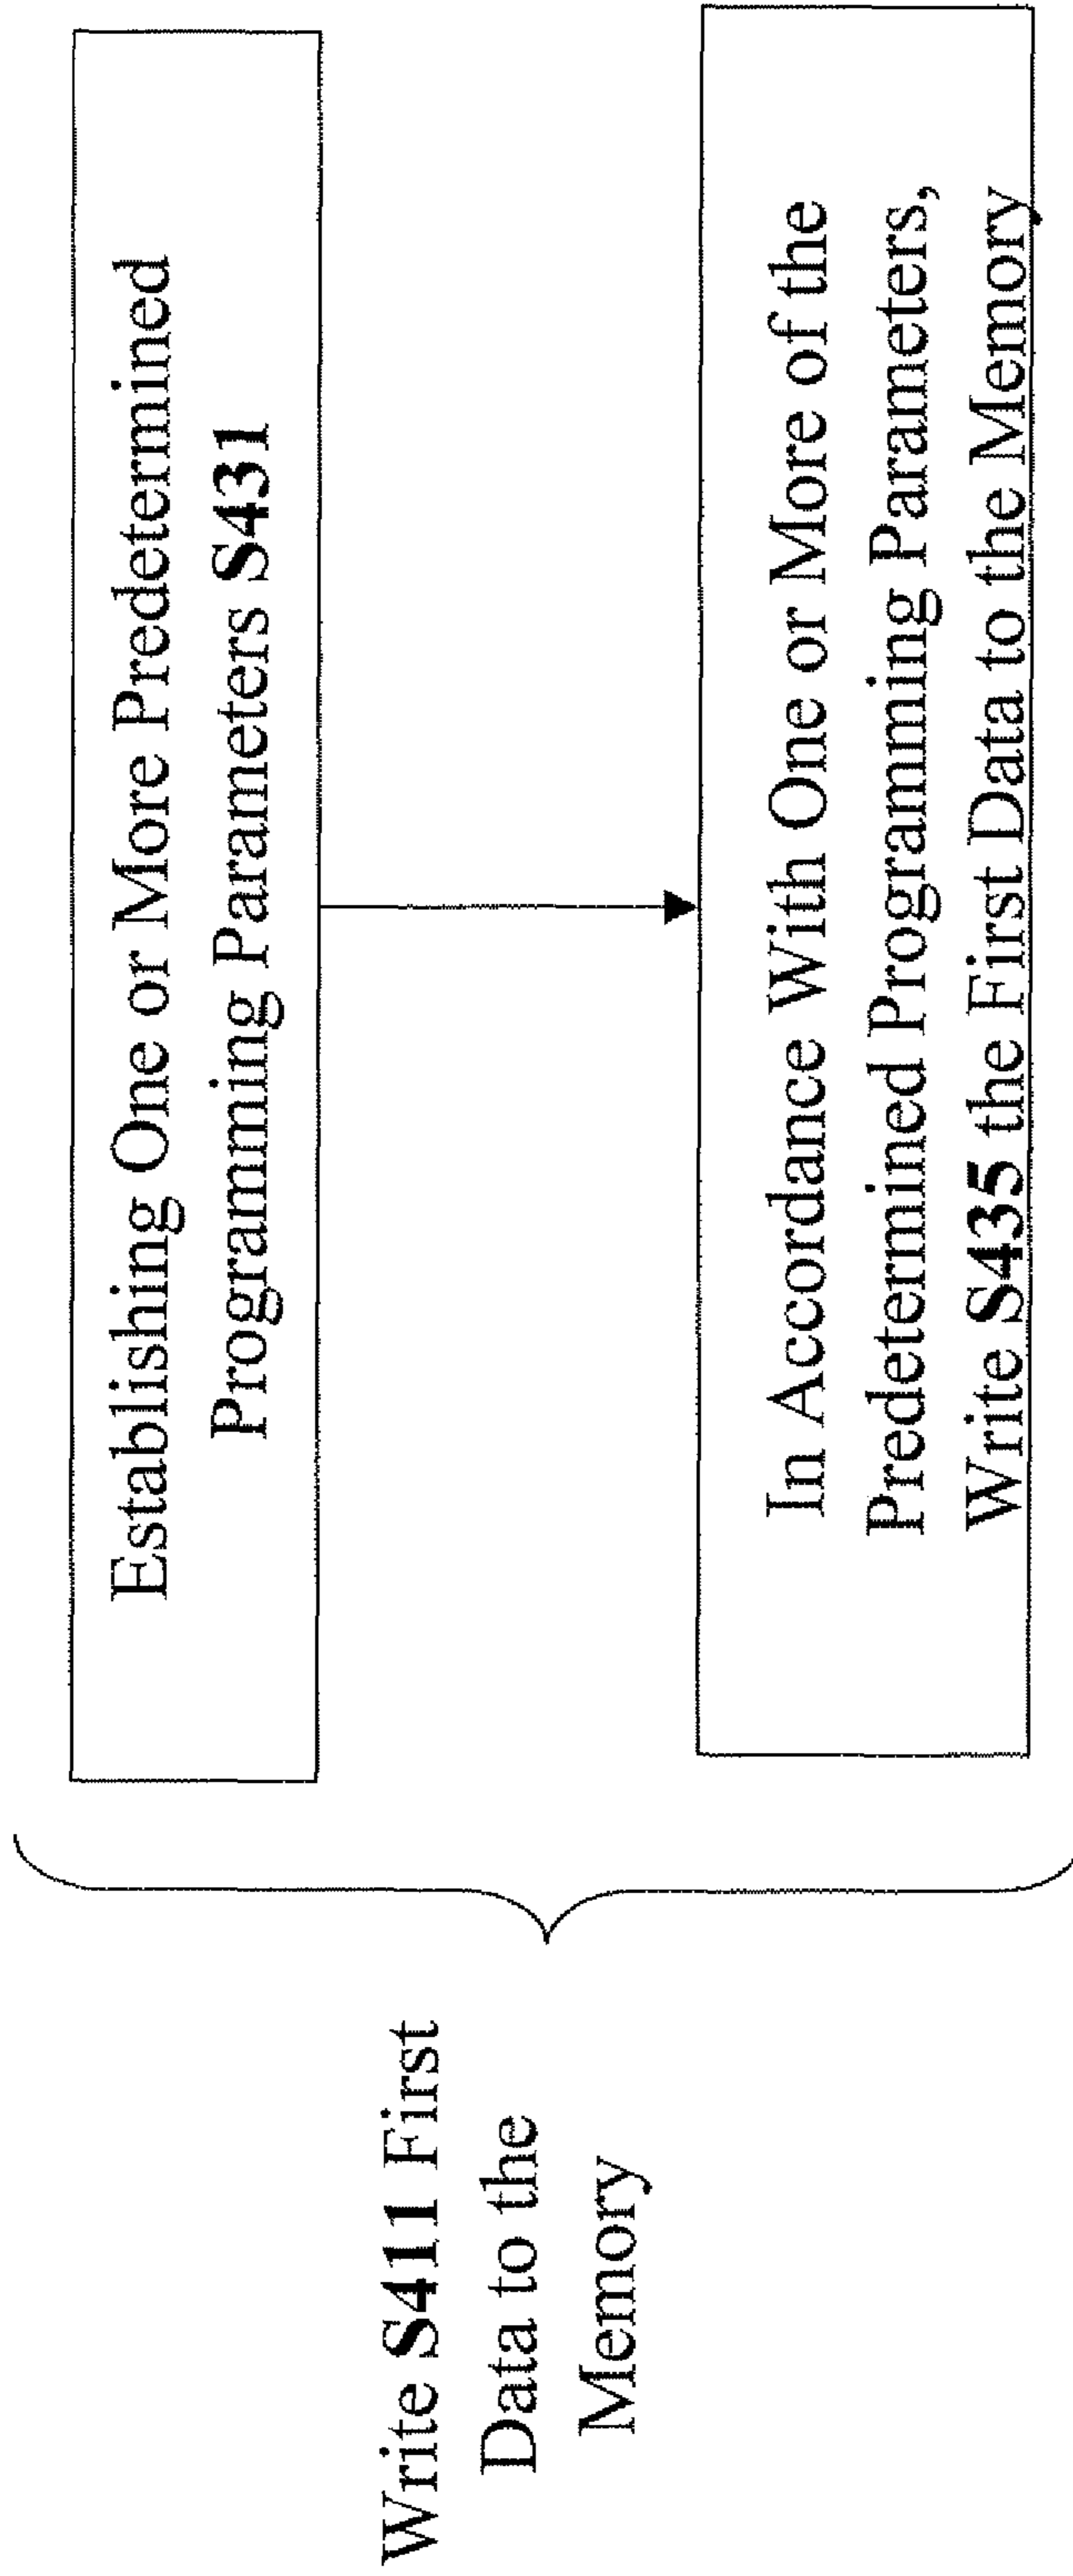 Write S411 First
Data to the
Memory
Establishing One or More Predetermined
Programming Parameters S431
In Accordance With One or More of the
Predetermined Programming Parameters,
Write S435 the First Data to the Memory